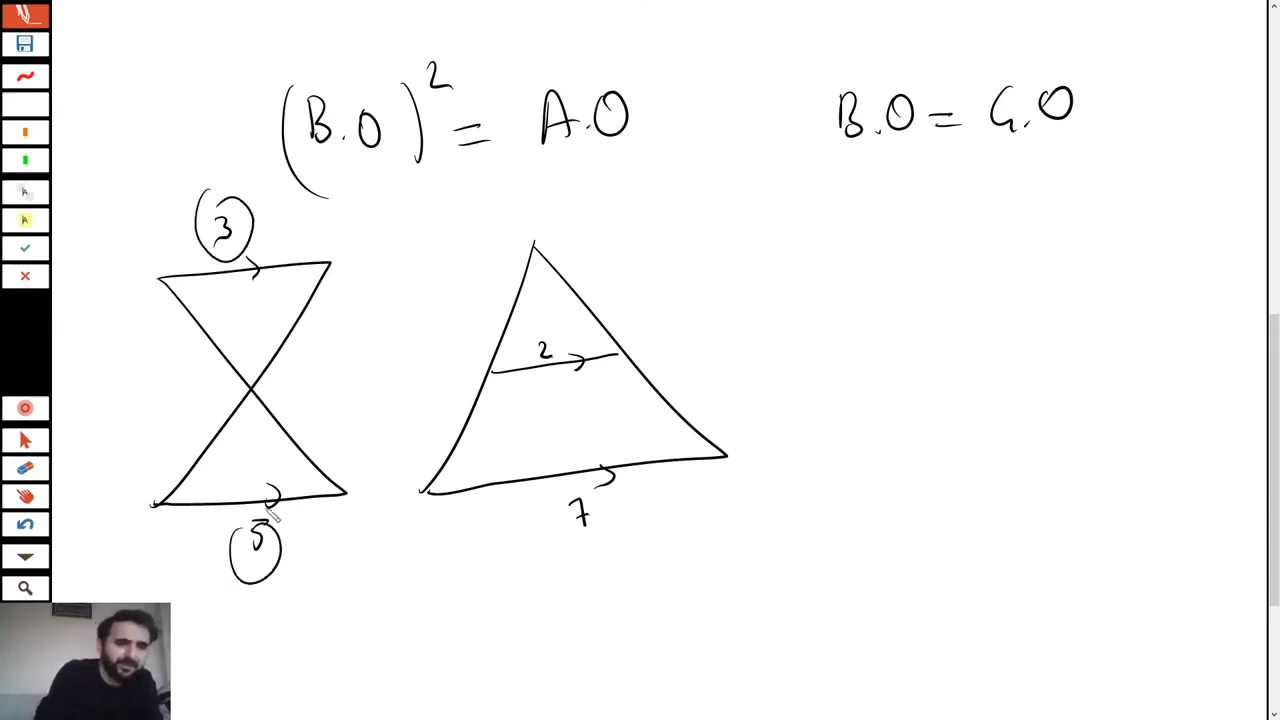 (B.O)² = A.O
B.O = Ç.O
3
2
5
7